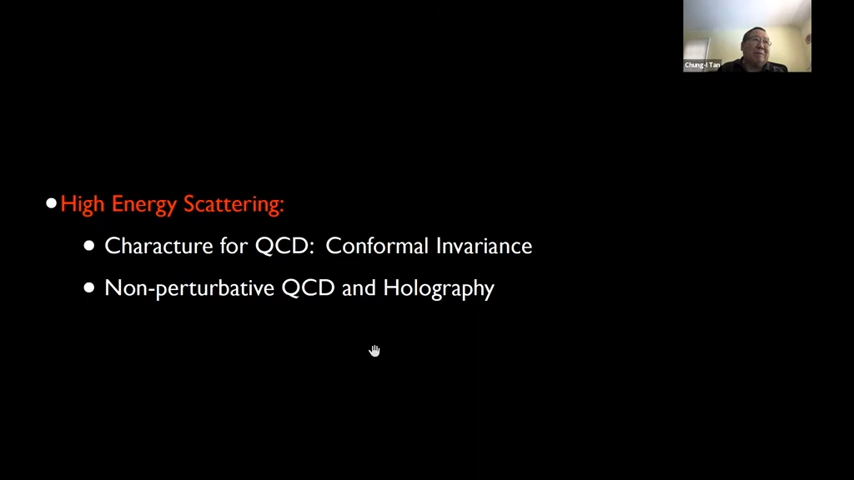 Chung-I Tan
•High Energy Scattering:
• Characture for QCD: Conformal Invariance
• Non-perturbative QCD and Holography